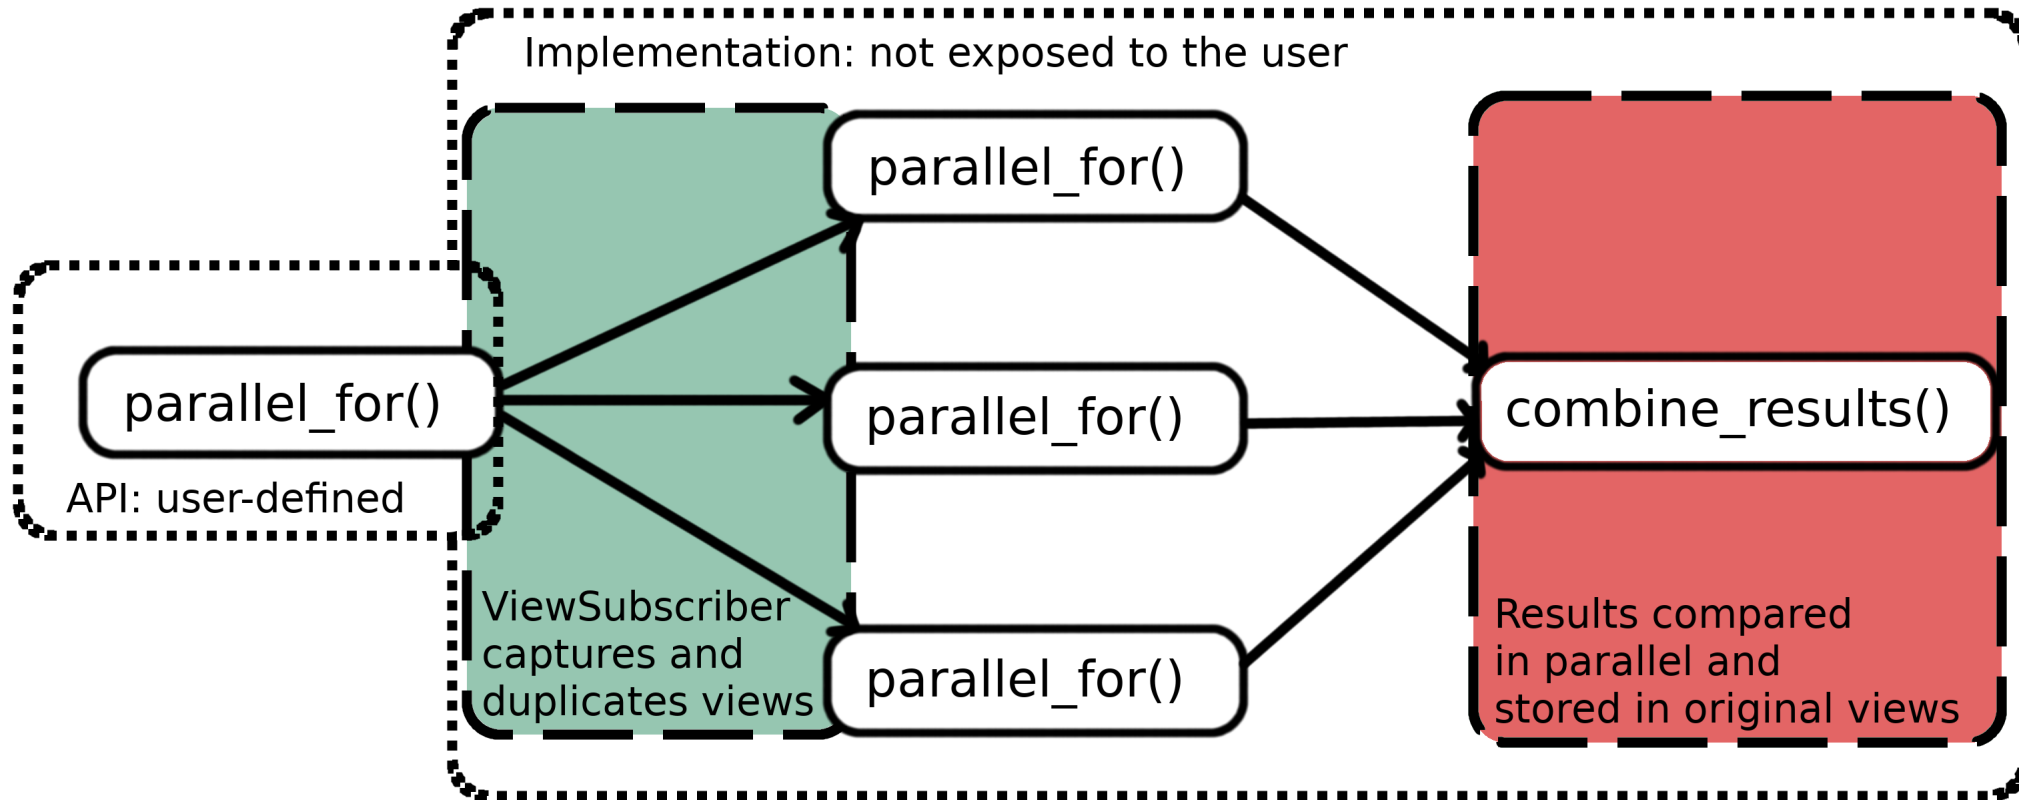 Implementation: not exposed to the user
parallel_for()
parallel_for()
API: user-defined
parallel_for()
parallel_for()
ViewSubscriber
captures and
duplicates views
combine_results()
Results compared
in parallel and
stored in original views